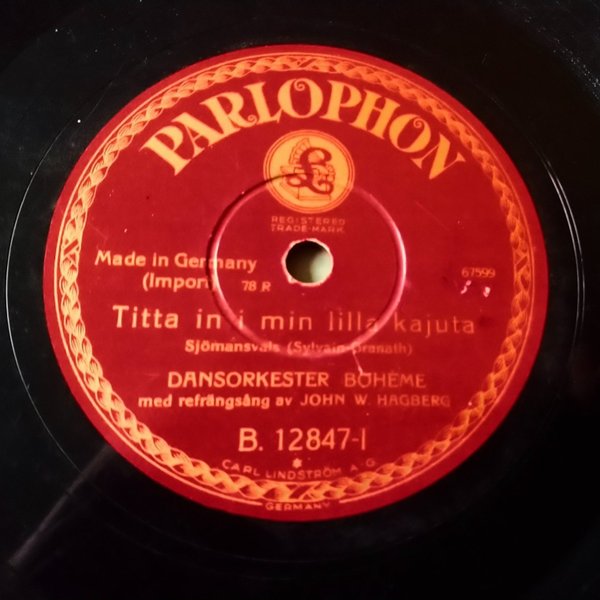 PARLOPHON
£
REGISTERED
TRADE-MARK.
Made in Germany
(Import) 78 R
67599
Titta in i min lilla kajuta
Sjömansvals (Sylvain-Granath)
DANSORKESTER BOHÈME
med refrängsång av JOHN W. HAGBERG
B. 12847-I
CARL LINDSTRÖM A.G.
GERMANY